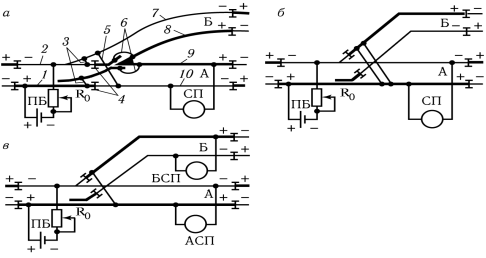 а
5
6
7
Б
8
+
−
−
+
+
−
2
3
9
А
+
−
−
+
1
10
−
+
ПБ
R₀
4
СП
+
−
б
+
−
Б
−
+
+
−
А
+
−
−
+
−
+
ПБ
R₀
СП
+
−
в
+
−
Б
−
+
БСП
+
−
А
+
−
−
+
−
+
ПБ
R₀
АСП
+
−